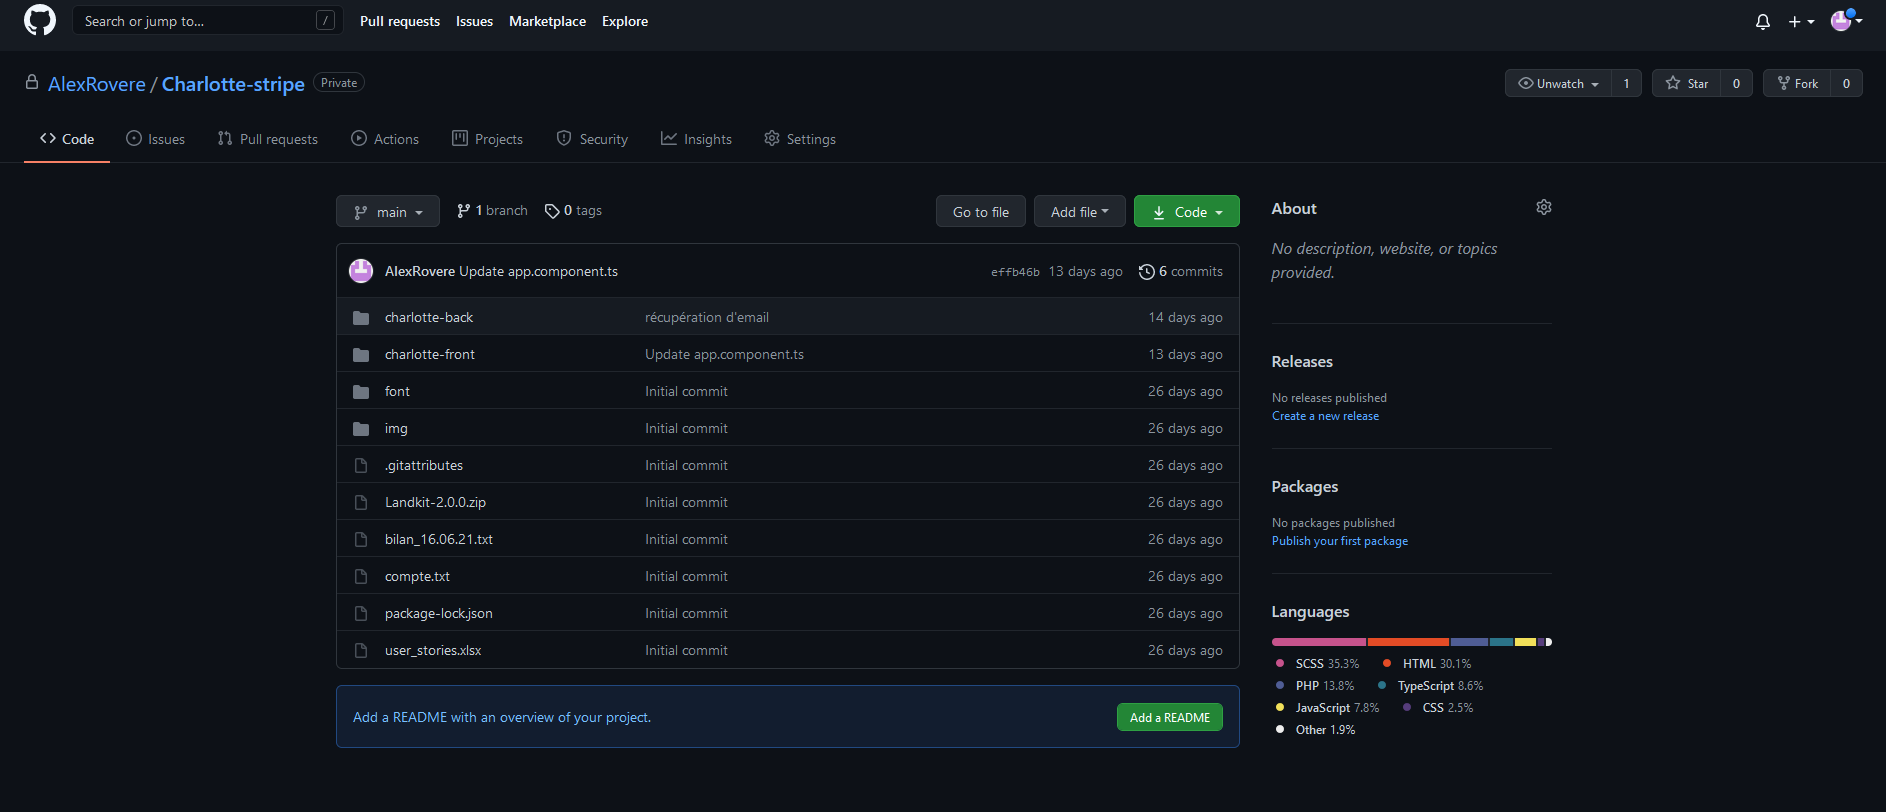 Search or jump to... / Pull requests Issues Marketplace Explore
AlexRovere / Charlotte-stripe Private Unwatch 1 Star 0 Fork 0
Code Issues Pull requests Actions Projects Security Insights Settings
main 1 branch 0 tags Go to file Add file Code
AlexRovere Update app.component.ts effb46b 13 days ago 6 commits
charlotte-back récupération d'email 14 days ago
charlotte-front Update app.component.ts 13 days ago
font Initial commit 26 days ago
img Initial commit 26 days ago
.gitattributes Initial commit 26 days ago
Landkit-2.0.0.zip Initial commit 26 days ago
bilan_16.06.21.txt Initial commit 26 days ago
compte.txt Initial commit 26 days ago
package-lock.json Initial commit 26 days ago
user_stories.xlsx Initial commit 26 days ago
Add a README with an overview of your project. Add a README
About
No description, website, or topics
provided.
Releases
No releases published
Create a new release
Packages
No packages published
Publish your first package
Languages
SCSS 35.3% HTML 30.1%
PHP 13.8% TypeScript 8.6%
JavaScript 7.8% CSS 2.5%
Other 1.9%